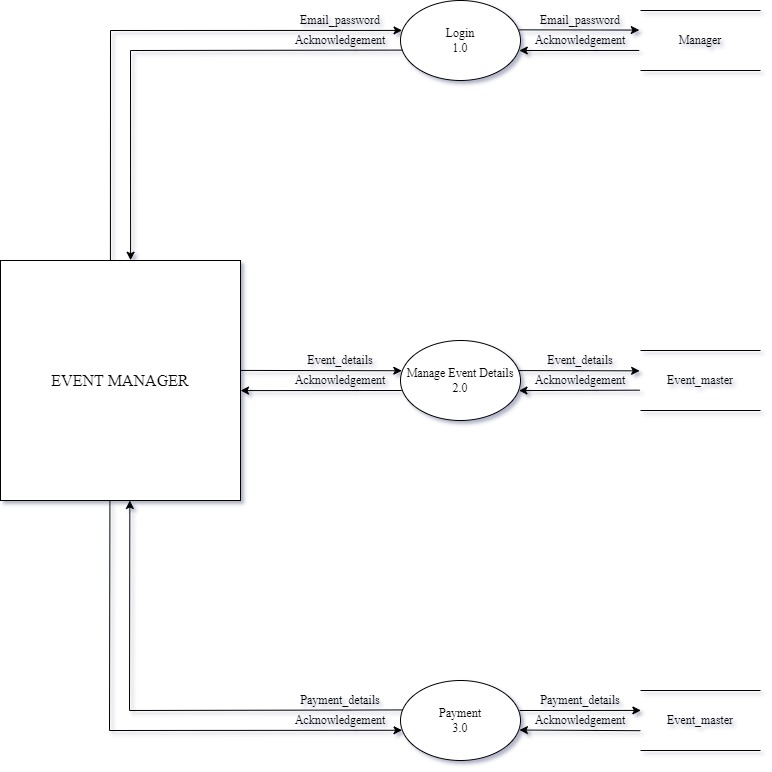 Email_password
Acknowledgement
Login
1.0
Email_password
Acknowledgement
Manager
EVENT MANAGER
Event_details
Acknowledgement
Manage Event Details
2.0
Event_details
Acknowledgement
Event_master
Payment_details
Acknowledgement
Payment
3.0
Payment_details
Acknowledgement
Event_master